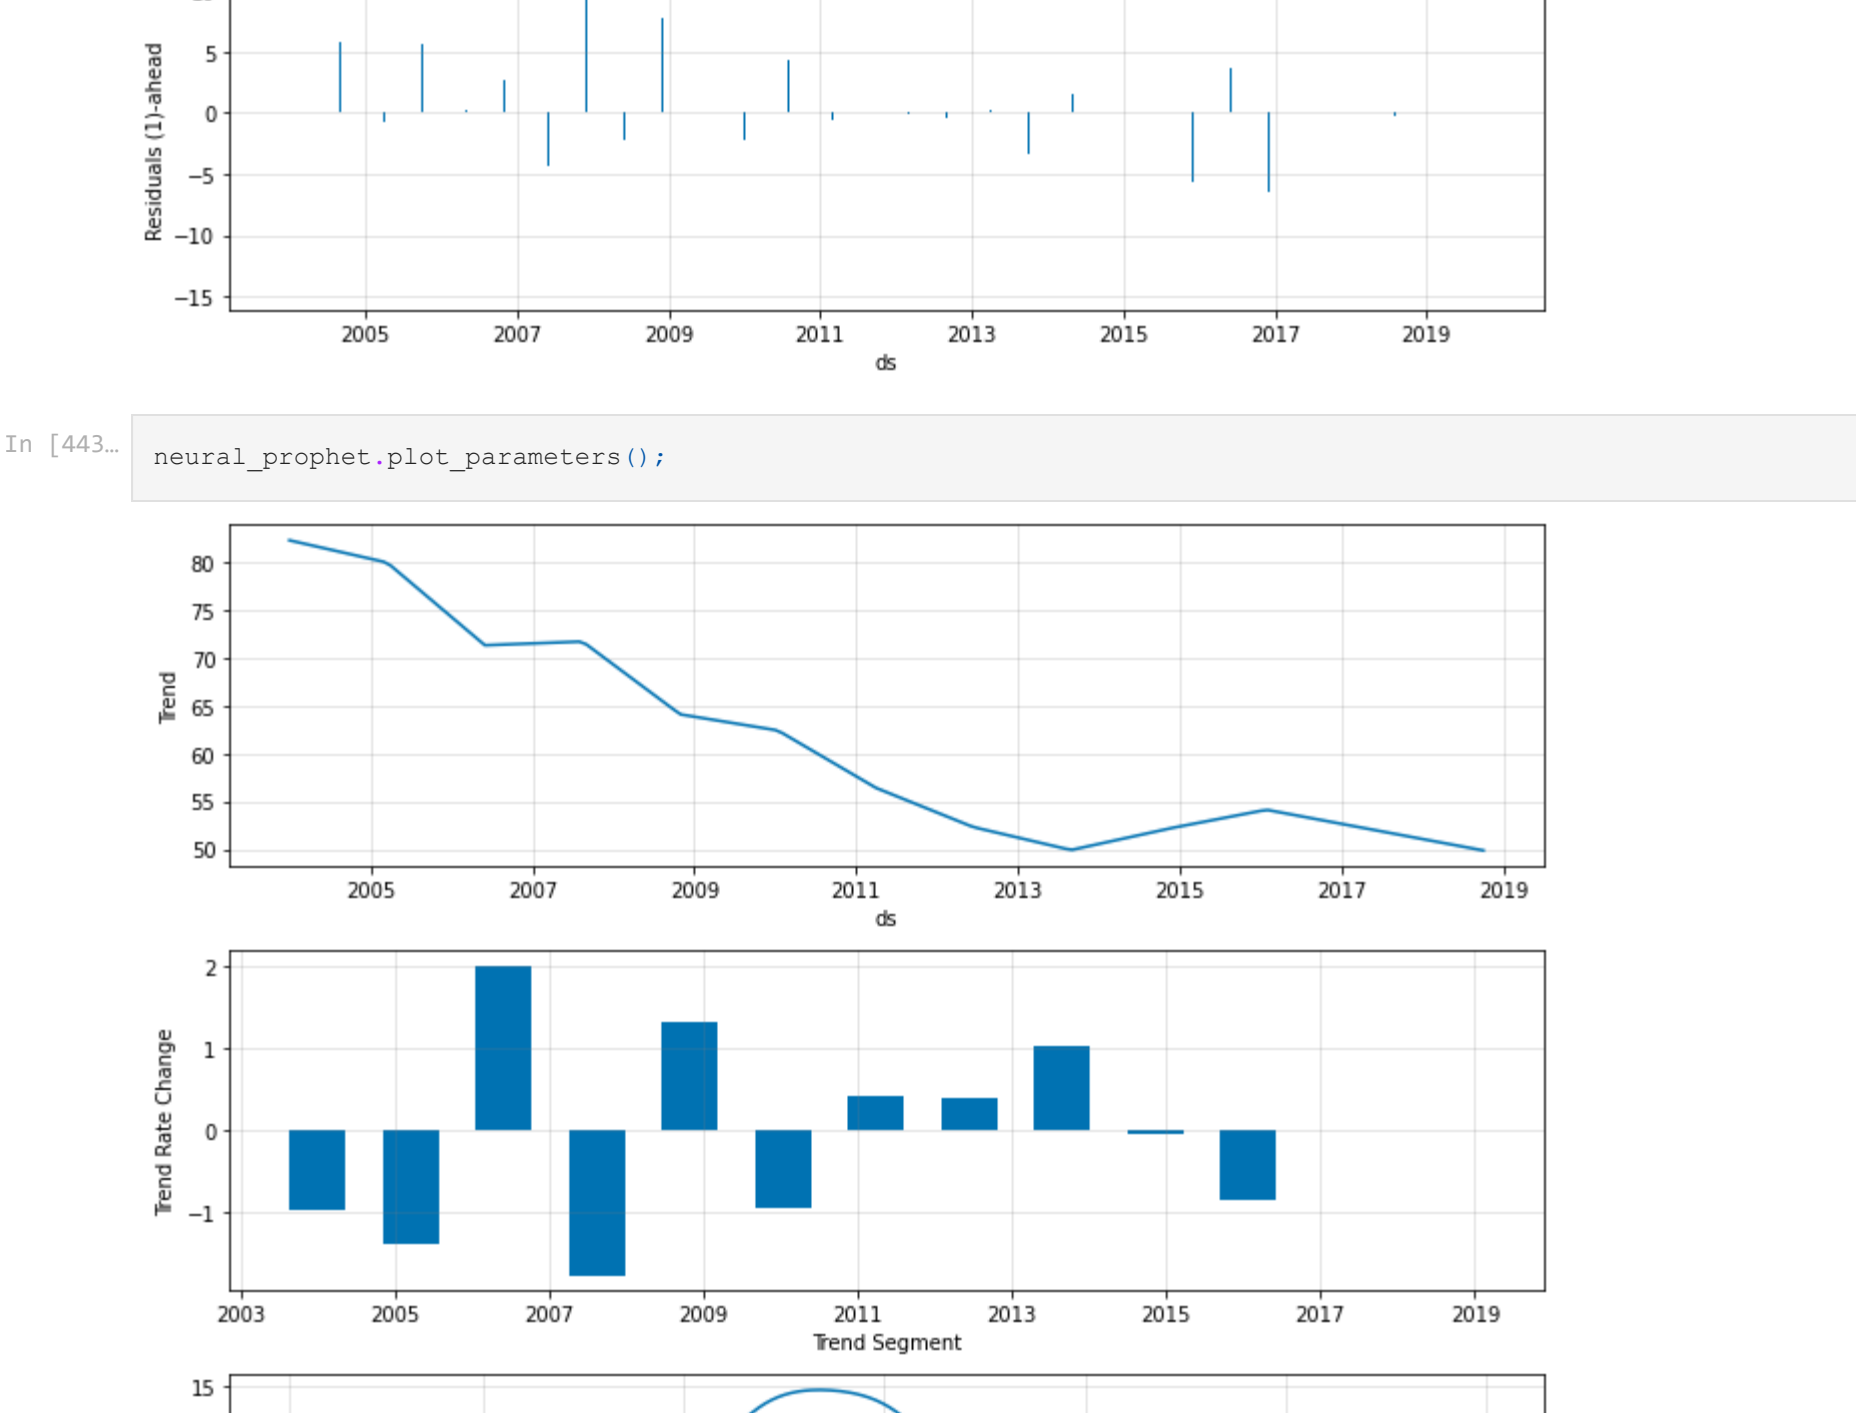 5
0
−5
−10
−15
Residuals (1)-ahead
2005 2007 2009 2011 2013 2015 2017 2019
ds
In [443…
neural_prophet.plot_parameters();
80
75
70
65
60
55
50
Trend
2005 2007 2009 2011 2013 2015 2017 2019
ds
2
1
0
−1
Trend Rate Change
2003 2005 2007 2009 2011 2013 2015 2017 2019
Trend Segment
15